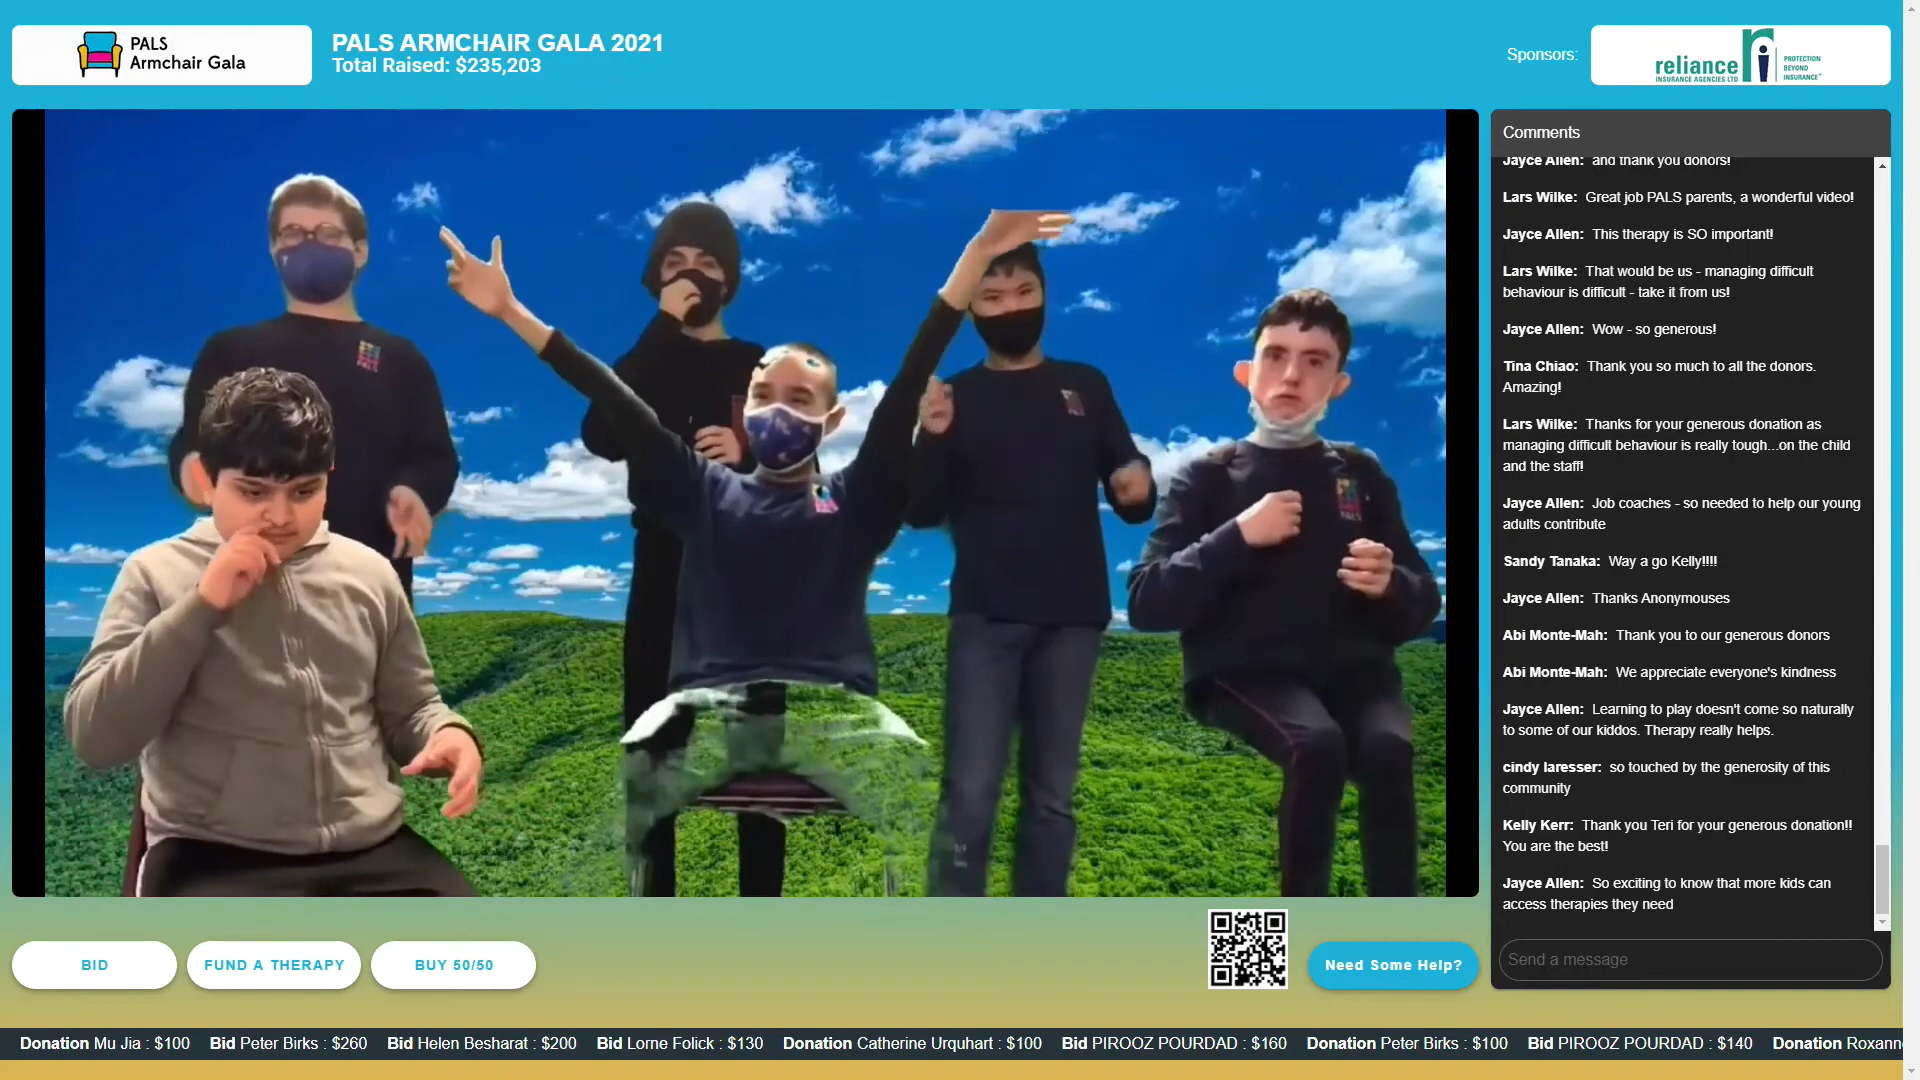 PALS
Armchair Gala
PALS ARMCHAIR GALA 2021
Total Raised: $235,203
Sponsors:
reliance
INSURANCE AGENCIES LTD
PROTECTION
BEYOND
INSURANCE
Comments
Jayce Allen: and thank you donors!
Lars Wilke: Great job PALS parents, a wonderful video!
Jayce Allen: This therapy is SO important!
Lars Wilke: That would be us - managing difficult
behaviour is difficult - take it from us!
Jayce Allen: Wow - so generous!
Tina Chiao: Thank you so much to all the donors.
Amazing!
Lars Wilke: Thanks for your generous donation as
managing difficult behaviour is really tough...on the child
and the staff!
Jayce Allen: Job coaches - so needed to help our young
adults contribute
Sandy Tanaka: Way a go Kelly!!!!
Jayce Allen: Thanks Anonymouses
Abi Monte-Mah: Thank you to our generous donors
Abi Monte-Mah: We appreciate everyone's kindness
Jayce Allen: Learning to play doesn't come so naturally
to some of our kiddos. Therapy really helps.
cindy laresser: so touched by the generosity of this
community
Kelly Kerr: Thank you Teri for your generous donation!!
You are the best!
Jayce Allen: So exciting to know that more kids can
access therapies they need
Send a message
PALS
PALS
BID
FUND A THERAPY
BUY 50/50
Need Some Help?
Donation Mu Jia : $100 Bid Peter Birks : $260 Bid Helen Besharat : $200 Bid Lorne Folick : $130 Donation Catherine Urquhart : $100 Bid PIROOZ POURDAD : $160 Donation Peter Birks : $100 Bid PIROOZ POURDAD : $140 Donation Roxann